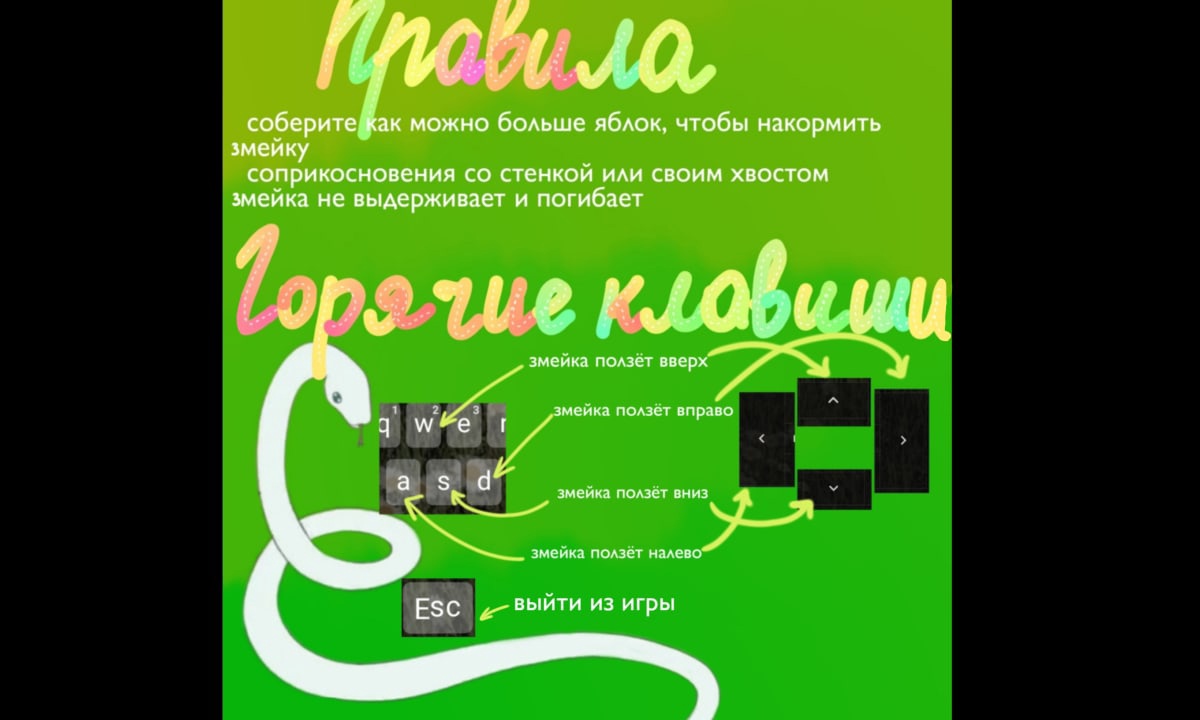 Правила
соберите как можно больше яблок, чтобы накормить
змейку
соприкосновения со стенкой или своим хвостом
змейка не выдерживает и погибает
Горячие клавиши
змейка ползёт вверх
1 2 3
q w e r
змейка ползёт вправо
a s d
змейка ползёт вниз
змейка ползёт налево
Esc
выйти из игры